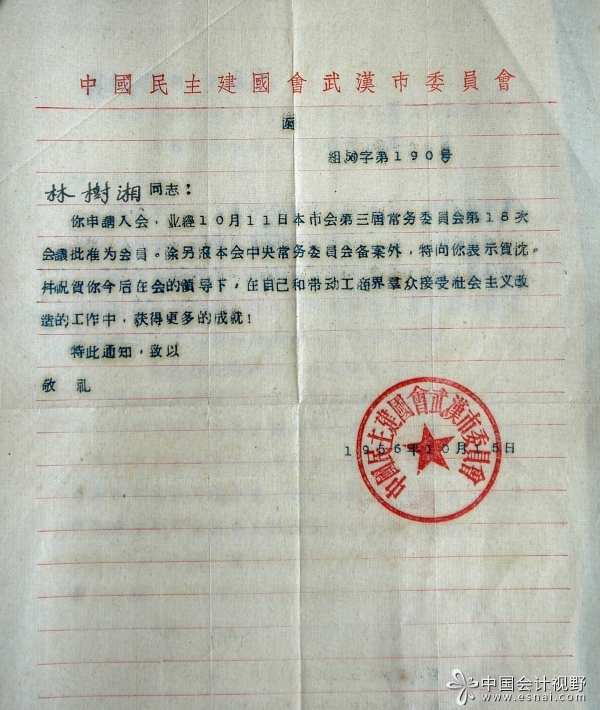 中國民主建國會武漢市委員會
函
組56字第190号
林樹湘同志：
你申請入会，业經10月11日本市会第三届常务委员会第18次
会議批准为会员。除另报本会中央常务委员会备案外，特向你表示賀忱。
并祝賀你今后在会的領导下，在自己和带动工商界羣众接受社会主义改
造的工作中，获得更多的成就！
特此通知，致以
敬礼
中國民主建國會武漢市委員會
1956年10月15日
中国会计视野
www.esnai.com